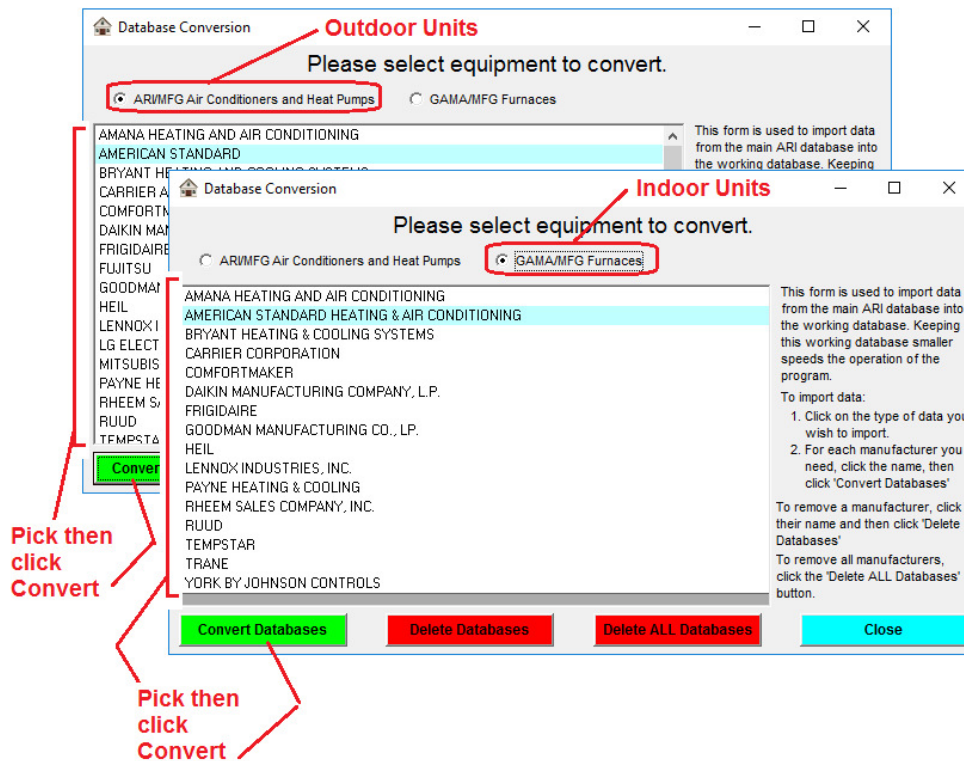 Database Conversion
Outdoor Units
Please select equipment to convert.
ARI/MFG Air Conditioners and Heat Pumps
GAMA/MFG Furnaces
AMANA HEATING AND AIR CONDITIONING
AMERICAN STANDARD
BRYANT HEATING AND COOLING SYSTEMS
CARRIER A
COMFORTM
DAIKIN MAN
FRIGIDAIRE
FUJITSU
GOODMAN
HEIL
LENNOX I
LG ELECT
MITSUBIS
PAYNE HE
RHEEM SA
RUUD
TEMPSTA
This form is used to import data
from the main ARI database into
the working database. Keeping
Conver
Pick then
click
Convert
Database Conversion
Indoor Units
Please select equipment to convert.
ARI/MFG Air Conditioners and Heat Pumps
GAMA/MFG Furnaces
AMANA HEATING AND AIR CONDITIONING
AMERICAN STANDARD HEATING & AIR CONDITIONING
BRYANT HEATING & COOLING SYSTEMS
CARRIER CORPORATION
COMFORTMAKER
DAIKIN MANUFACTURING COMPANY, L.P.
FRIGIDAIRE
GOODMAN MANUFACTURING CO., LP.
HEIL
LENNOX INDUSTRIES, INC.
PAYNE HEATING & COOLING
RHEEM SALES COMPANY, INC.
RUUD
TEMPSTAR
TRANE
YORK BY JOHNSON CONTROLS
This form is used to import data
from the main ARI database into
the working database. Keeping
this working database smaller
speeds the operation of the
program.
To import data:
1. Click on the type of data you
wish to import.
2. For each manufacturer you
need, click the name, then
click 'Convert Databases'
To remove a manufacturer, click
their name and then click 'Delete
Databases'
To remove all manufacturers,
click the 'Delete ALL Databases'
button.
Convert Databases
Delete Databases
Delete ALL Databases
Close
Pick then
click
Convert